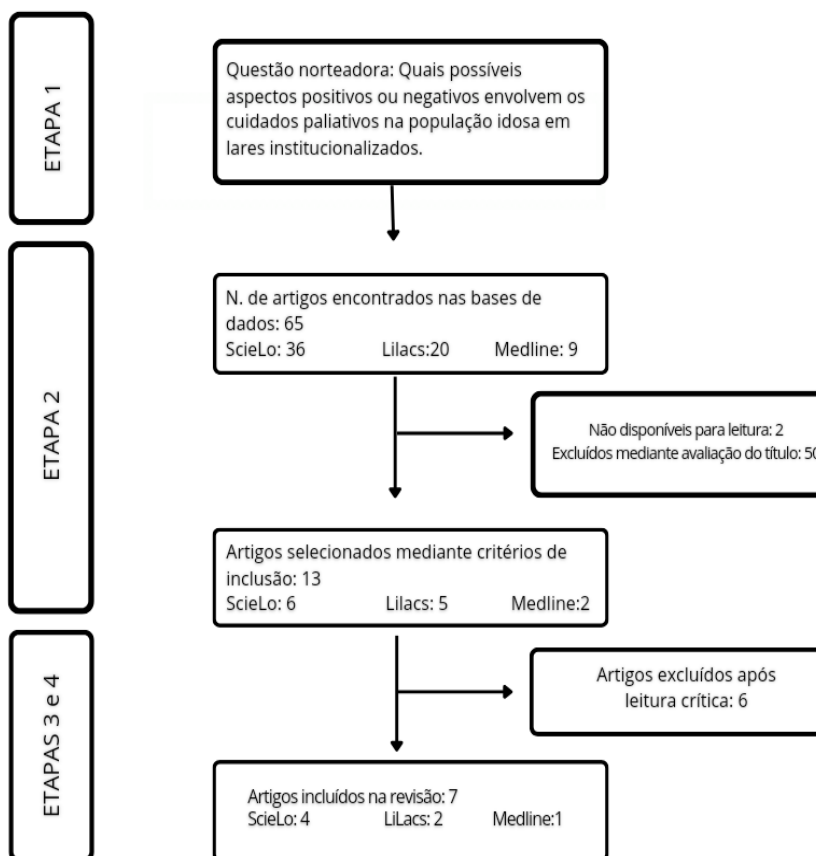 ETAPA 1
Questão norteadora: Quais possíveis
aspectos positivos ou negativos envolvem os
cuidados paliativos na população idosa em
lares institucionalizados.
ETAPA 2
N. de artigos encontrados nas bases de
dados: 65
ScieLo: 36 Lilacs:20 Medline: 9
Não disponíveis para leitura: 2
Excluídos mediante avaliação do título: 50
Artigos selecionados mediante critérios de
inclusão: 13
ScieLo: 6 Lilacs: 5 Medline:2
ETAPAS 3 e 4
Artigos excluídos após
leitura crítica: 6
Artigos incluídos na revisão: 7
ScieLo: 4 LiLacs: 2 Medline:1